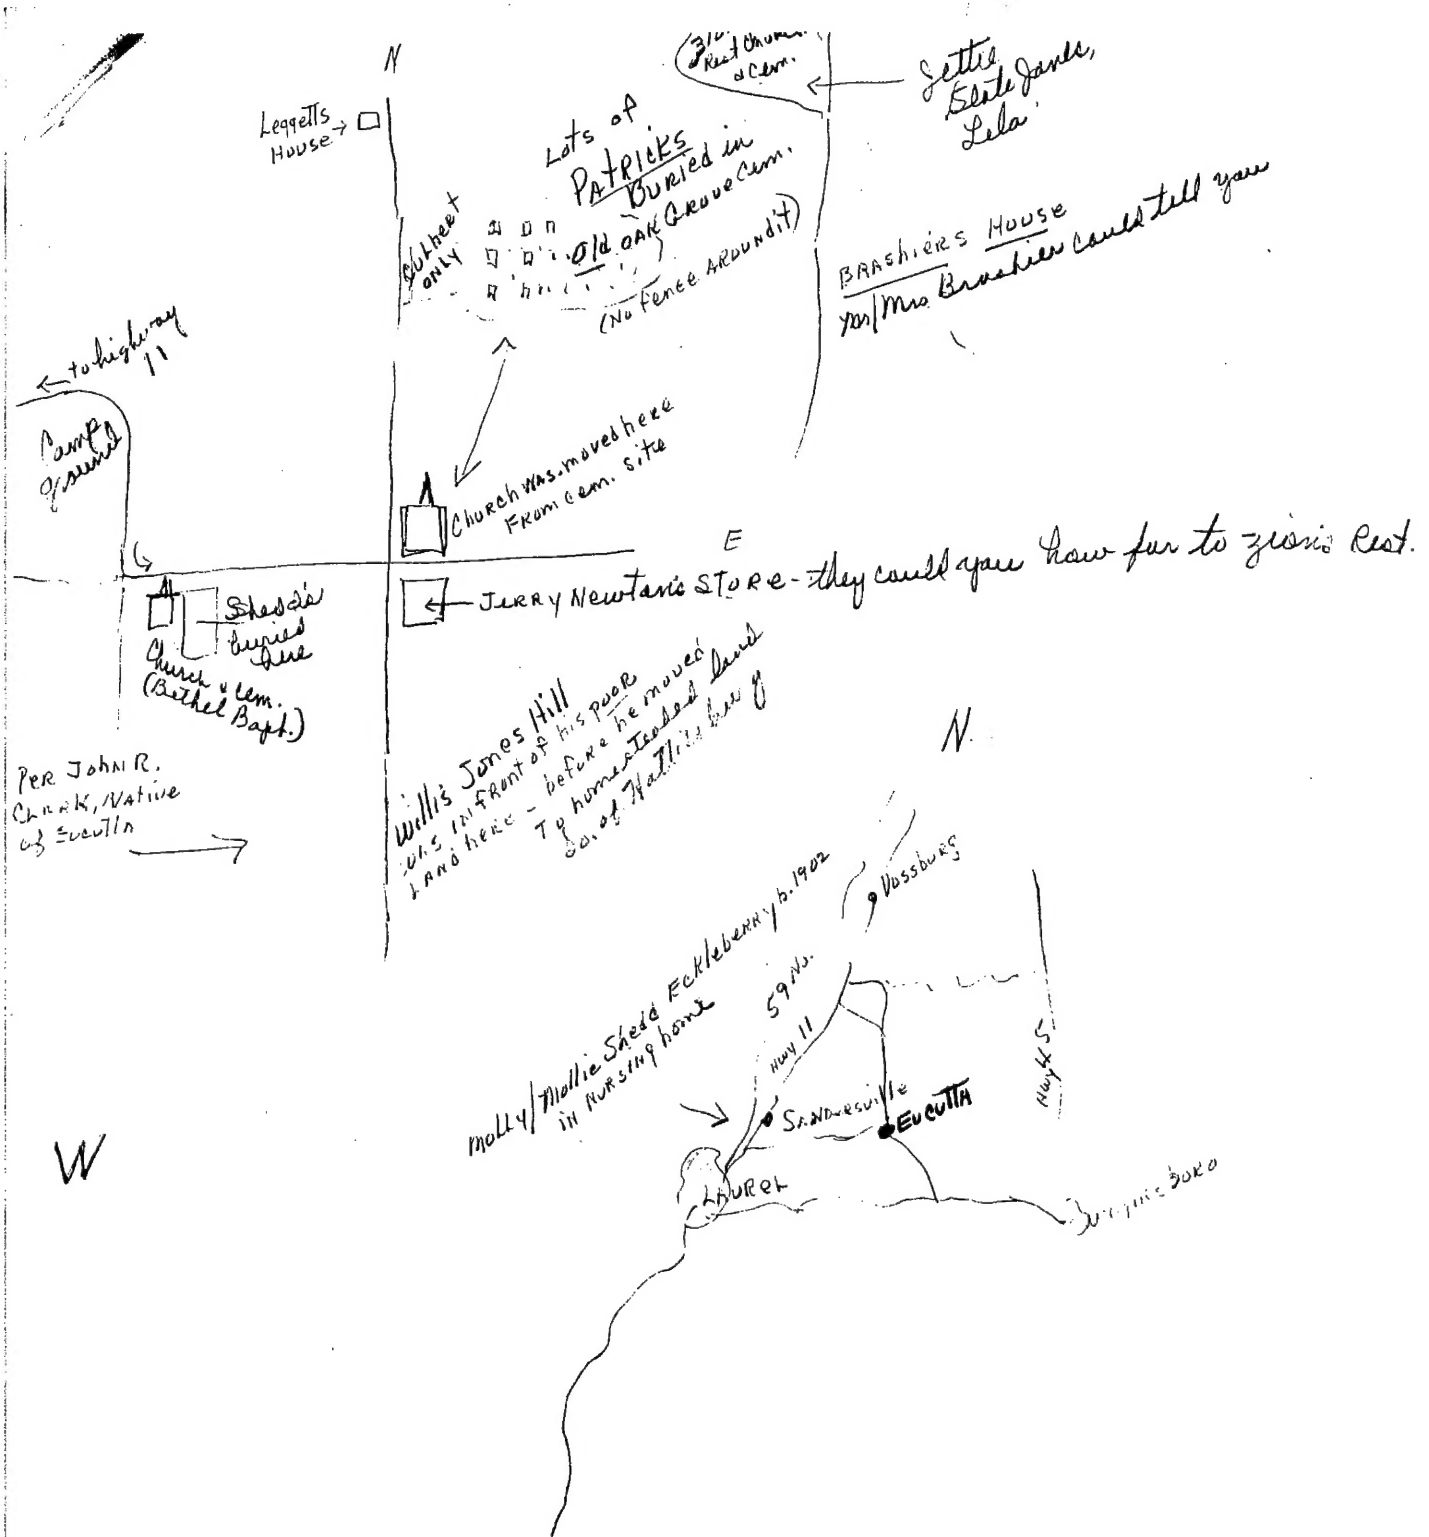 N
Leggetts
House
Lots of
PATRICKS
Buried in
Old OAK Grove Cem.
(No fence AROUND it)
Culvert
ONLY
Rest Church
& Cem.
Jettie
Slate Jones,
Lela
BRAShiers House
Mrs. Brashier could tell you
to highway
11
Camp
ground
Church was moved here
From cem. site
E
JERRY Newton's STORE - they could you how far to Zion's Rest.
Shedd's
buried
here
Church & Cem.
(Bethel Bapt.)
Per John R.
Clark, Native
of Eucutta
Willis Jones Hill
was in front of his poor
LAND here - before he moved
To homesteaded land
So. of Hattiesburg
N.
Vossburg
59 No.
Hwy 11
Hwy 45
Molly/Mollie Shedd Eckleberry b. 1902
in Nursing home
Sandersville
Eucutta
W
LAUREL